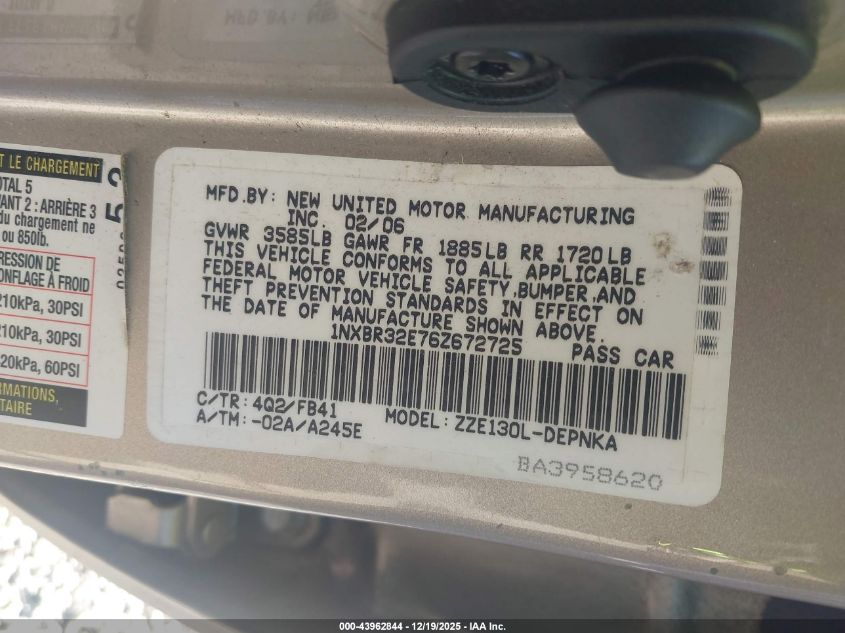 ET LE CHARGEMENT
OTAL 5
ANT 2 : ARRIÈRE 3
du chargement ne
ou 850lb.
RESSION DE
ONFLAGE À FROID
210kPa, 30PSI
210kPa, 30PSI
20kPa, 60PSI
RMATIONS,
TAIRE
MFD.BY: NEW UNITED MOTOR MANUFACTURING
INC. 02/06
GVWR 3585LB GAWR FR 1885LB RR 1720LB
THIS VEHICLE CONFORMS TO ALL APPLICABLE
FEDERAL MOTOR VEHICLE SAFETY,BUMPER,AND
THEFT PREVENTION STANDARDS IN EFFECT ON
THE DATE OF MANUFACTURE SHOWN ABOVE.
1NXBR32E76Z672725 PASS CAR
C/TR: 4Q2/FB41
A/TM: -02A/A245E MODEL: ZZE130L-DEPNKA
BA3958620
000-43962844 | 12/19/2025 - IAA Inc.